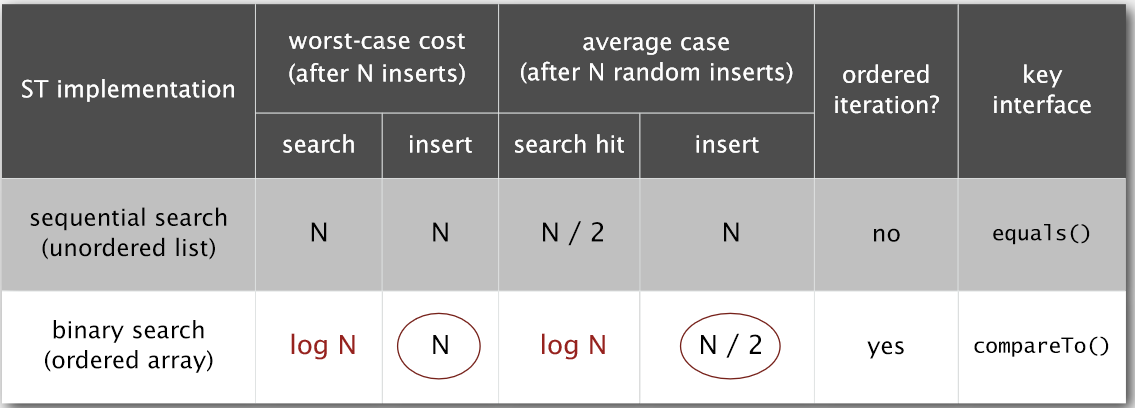 ST implementation
worst-case cost
(after N inserts)
average case
(after N random inserts)
ordered
iteration?
key
interface
search
insert
search hit
insert
sequential search
(unordered list)
N
N
N / 2
N
no
equals()
binary search
(ordered array)
log N
N
log N
N / 2
yes
compareTo()